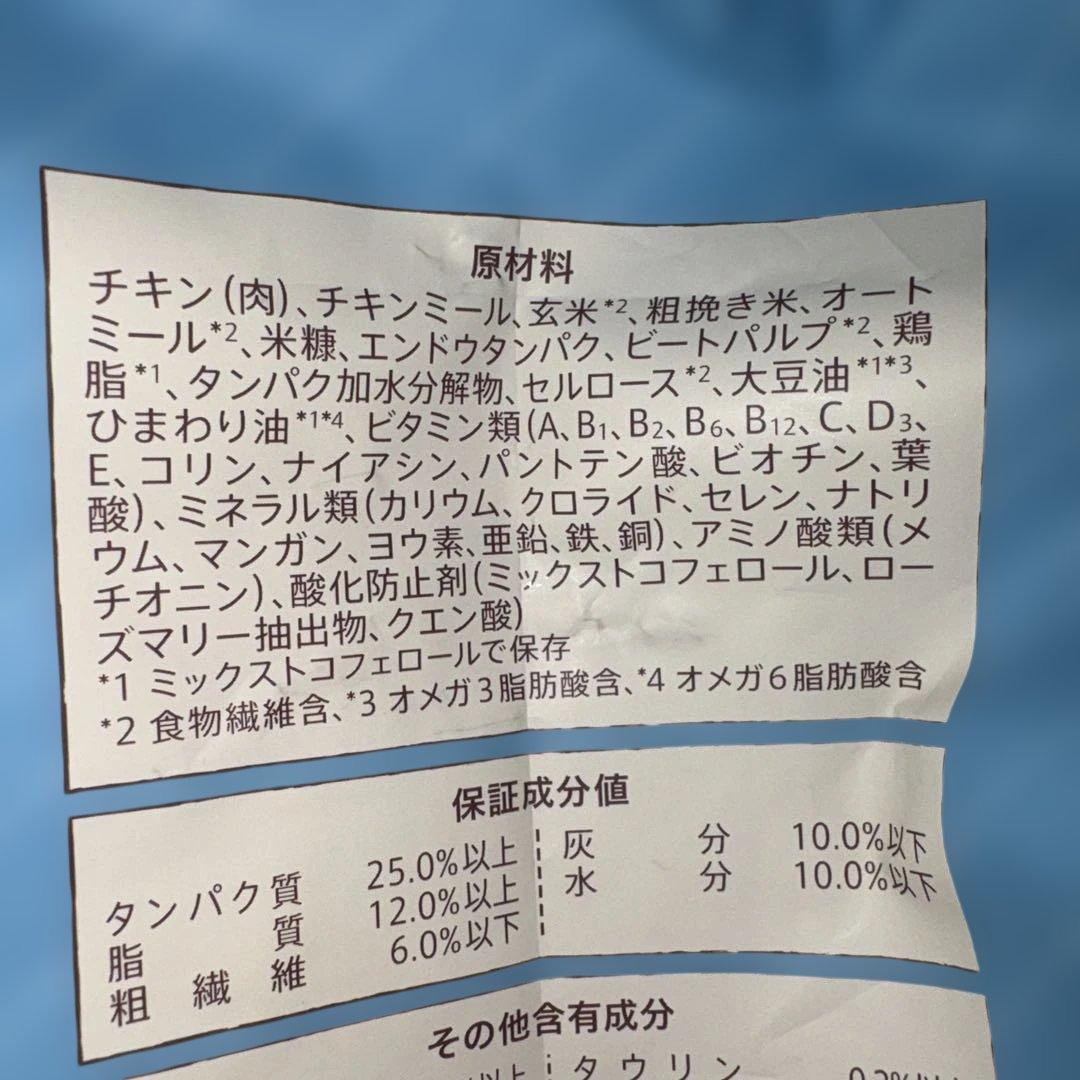 原材料
チキン(肉)、チキンミール、玄米*2、粗挽き米、オート
ミール*2、米糠、エンドウタンパク、ビートパルプ*2、鶏
脂*1、タンパク加水分解物、セルロース*2、大豆油*1*3、
ひまわり油*1*4、ビタミン類(A、B1、B2、B6、B12、C、D3、
E、コリン、ナイアシン、パントテン酸、ビオチン、葉
酸)、ミネラル類(カリウム、クロライド、セレン、ナトリ
ウム、マンガン、ヨウ素、亜鉛、鉄、銅)、アミノ酸類(メ
チオニン)、酸化防止剤(ミックストコフェロール、ロー
ズマリー抽出物、クエン酸)
*1 ミックストコフェロールで保存
*2 食物繊維含、*3 オメガ3脂肪酸含、*4 オメガ6脂肪酸含
保証成分値
タンパク質 25.0%以上
脂質 12.0%以上
粗繊維 6.0%以下
灰分 10.0%以下
水分 10.0%以下
その他含有成分
タウリン